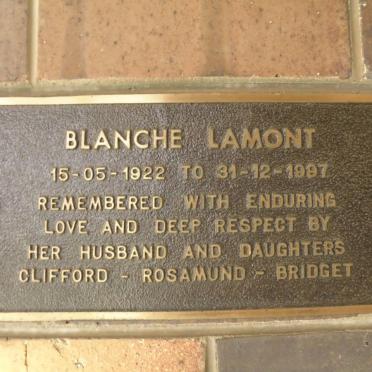 BLANCHE LAMONT
15-05-1922 TO 31-12-1997
REMEMBERED WITH ENDURING
LOVE AND DEEP RESPECT BY
HER HUSBAND AND DAUGHTERS
CLIFFORD - ROSAMUND - BRIDGET